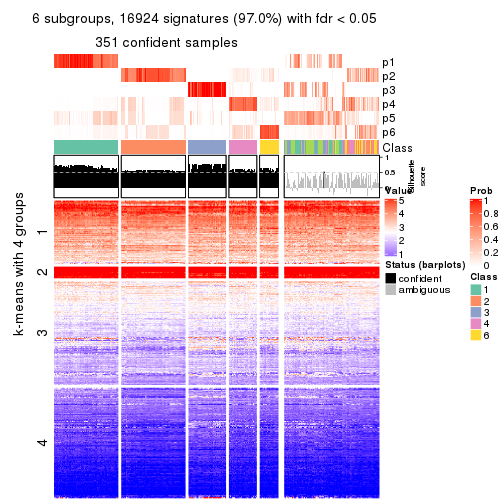 6 subgroups, 16924 signatures (97.0%) with fdr < 0.05
351 confident samples
p1
p2
p3
p4
p5
p6
Class
1
0.5
0
Silhouette
score
k-means with 4 groups
1
2
3
4
Value
5
4
3
2
1
Status (barplots)
confident
ambiguous
Prob
1
0.8
0.6
0.4
0.2
0
Class
1
2
3
4
6